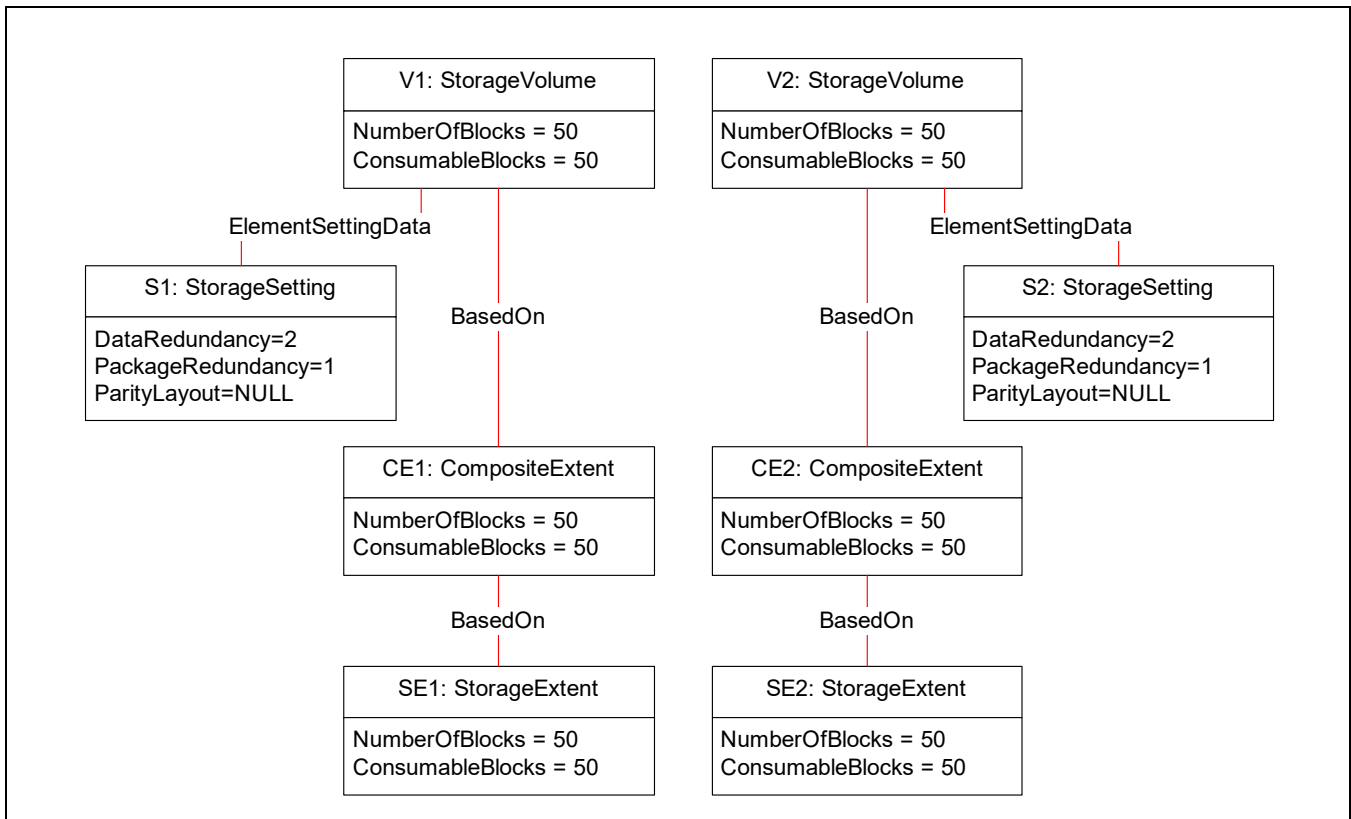 V1: StorageVolume
NumberOfBlocks = 50
ConsumableBlocks = 50
V2: StorageVolume
NumberOfBlocks = 50
ConsumableBlocks = 50
ElementSettingData
ElementSettingData
S1: StorageSetting
DataRedundancy=2
PackageRedundancy=1
ParityLayout=NULL
BasedOn
BasedOn
S2: StorageSetting
DataRedundancy=2
PackageRedundancy=1
ParityLayout=NULL
CE1: CompositeExtent
NumberOfBlocks = 50
ConsumableBlocks = 50
CE2: CompositeExtent
NumberOfBlocks = 50
ConsumableBlocks = 50
BasedOn
BasedOn
SE1: StorageExtent
NumberOfBlocks = 50
ConsumableBlocks = 50
SE2: StorageExtent
NumberOfBlocks = 50
ConsumableBlocks = 50